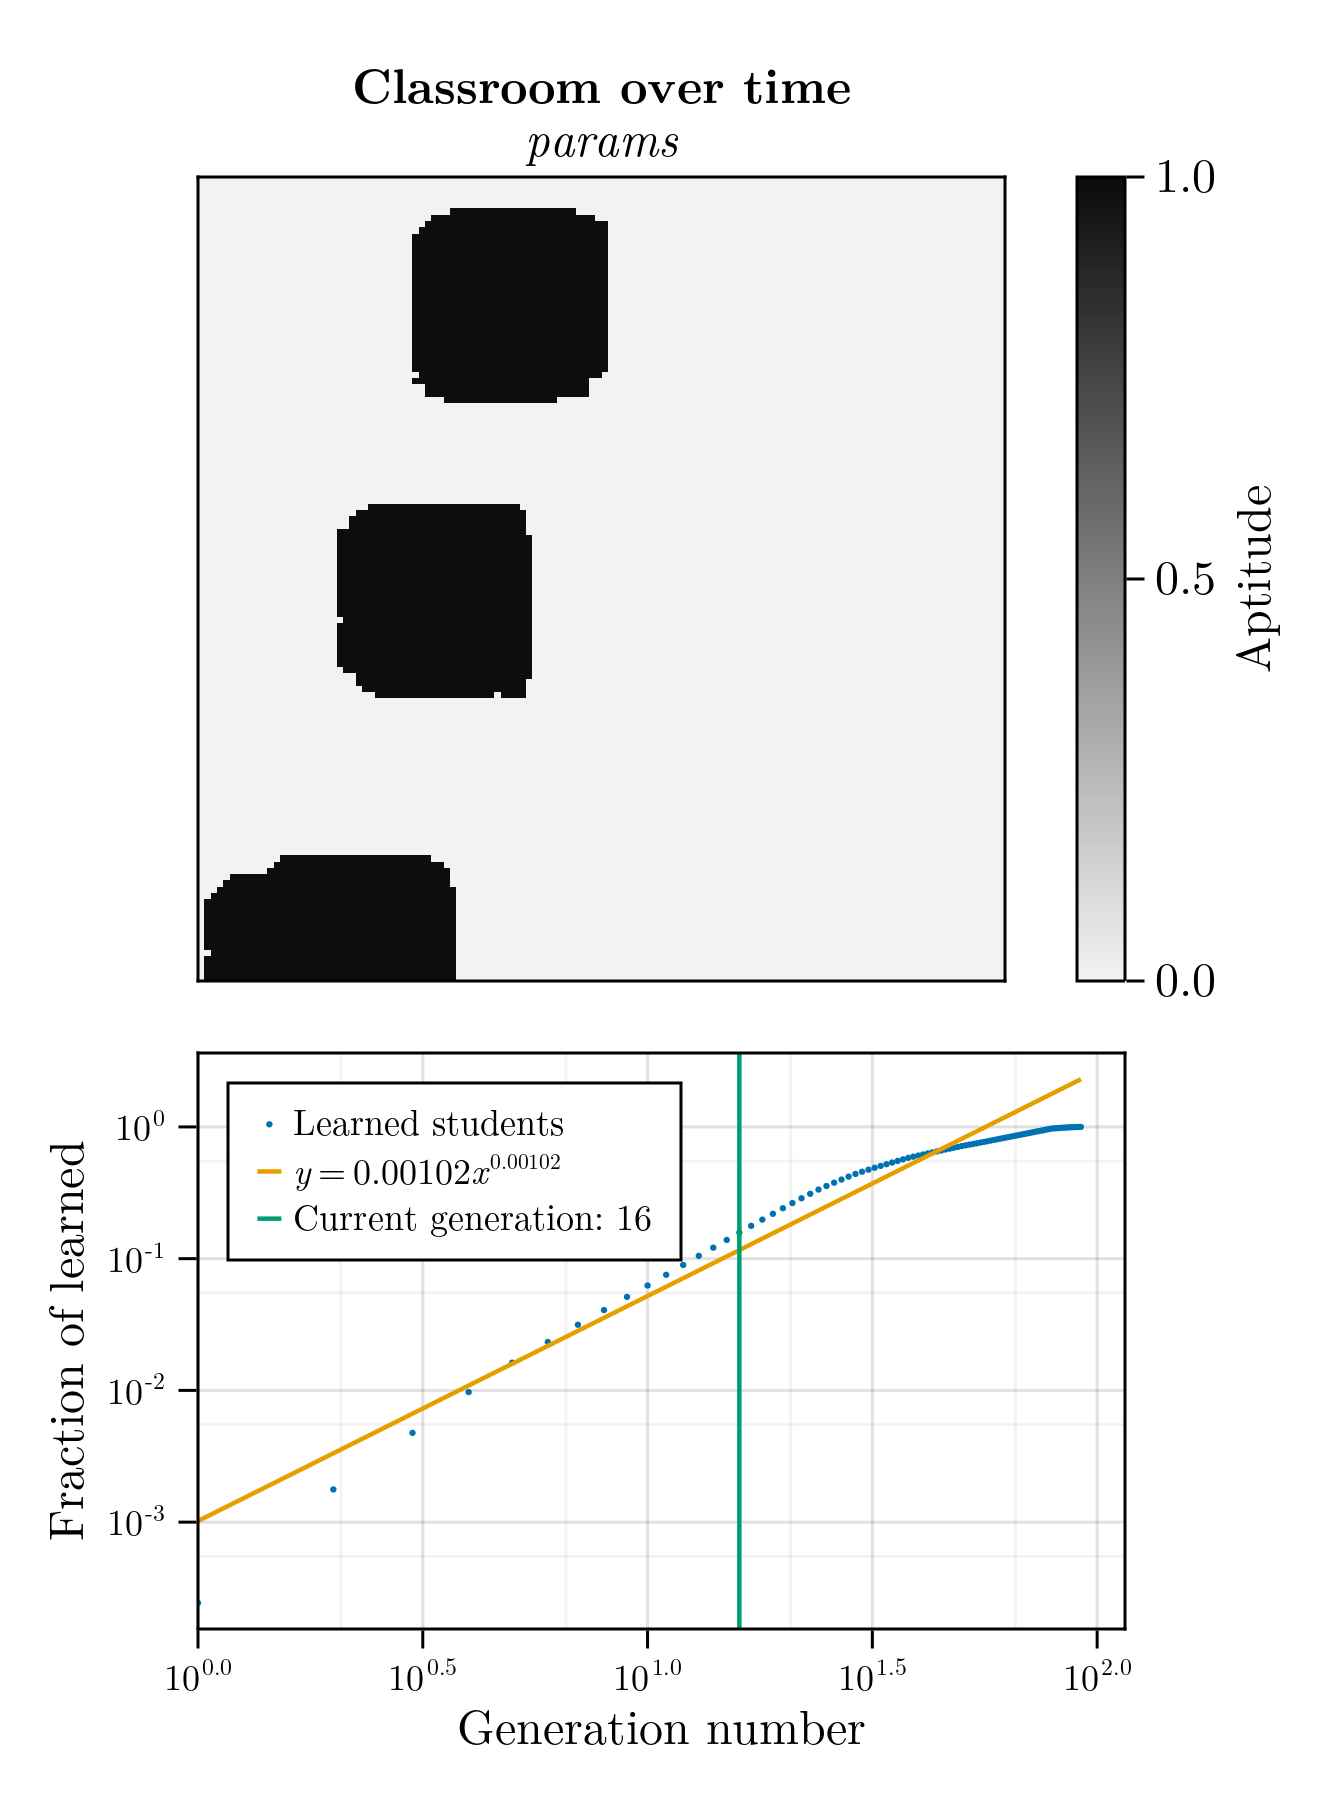 Classroom over time
params
1.0
0.5
0.0
Aptitude
Learned students
y = 0.00102x^0.00102
Current generation: 16
10^0
10^-1
10^-2
10^-3
Fraction of learned
10^0.0 10^0.5 10^1.0 10^1.5 10^2.0
Generation number